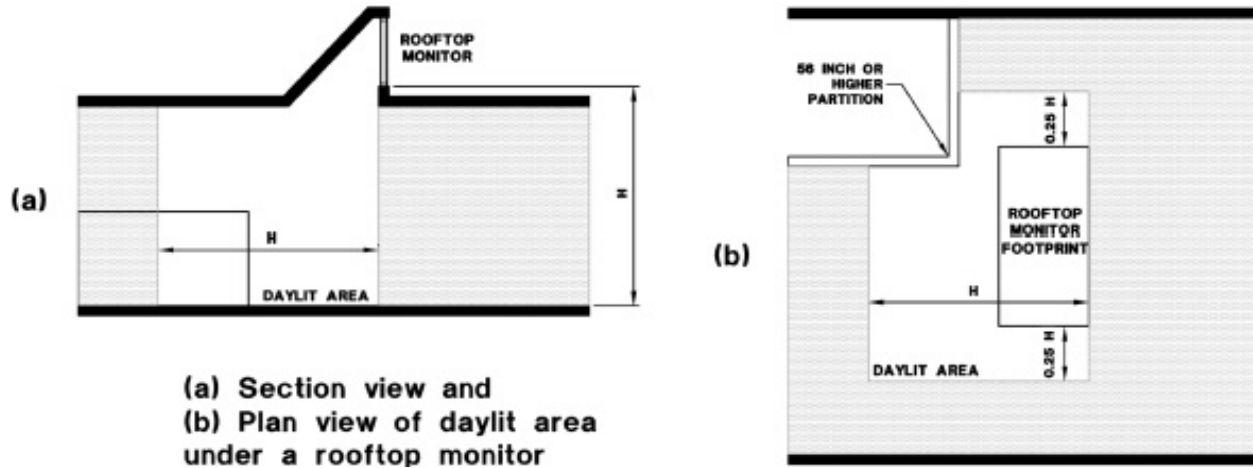 ROOFTOP
MONITOR
(a)
H
H
DAYLIT AREA
(a) Section view and
(b) Plan view of daylit area
under a rooftop monitor
56 INCH OR
HIGHER
PARTITION
0.25 H
(b)
ROOFTOP
MONITOR
FOOTPRINT
H
0.25 H
DAYLIT AREA